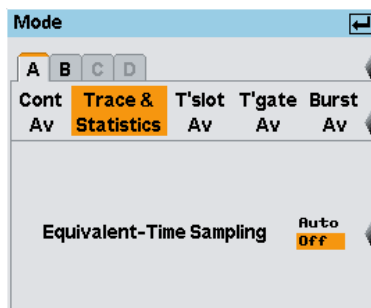 Mode
A B C D
Cont Trace & T'slot T'gate Burst
Av Statistics Av Av Av
Auto
Equivalent-Time Sampling
Off